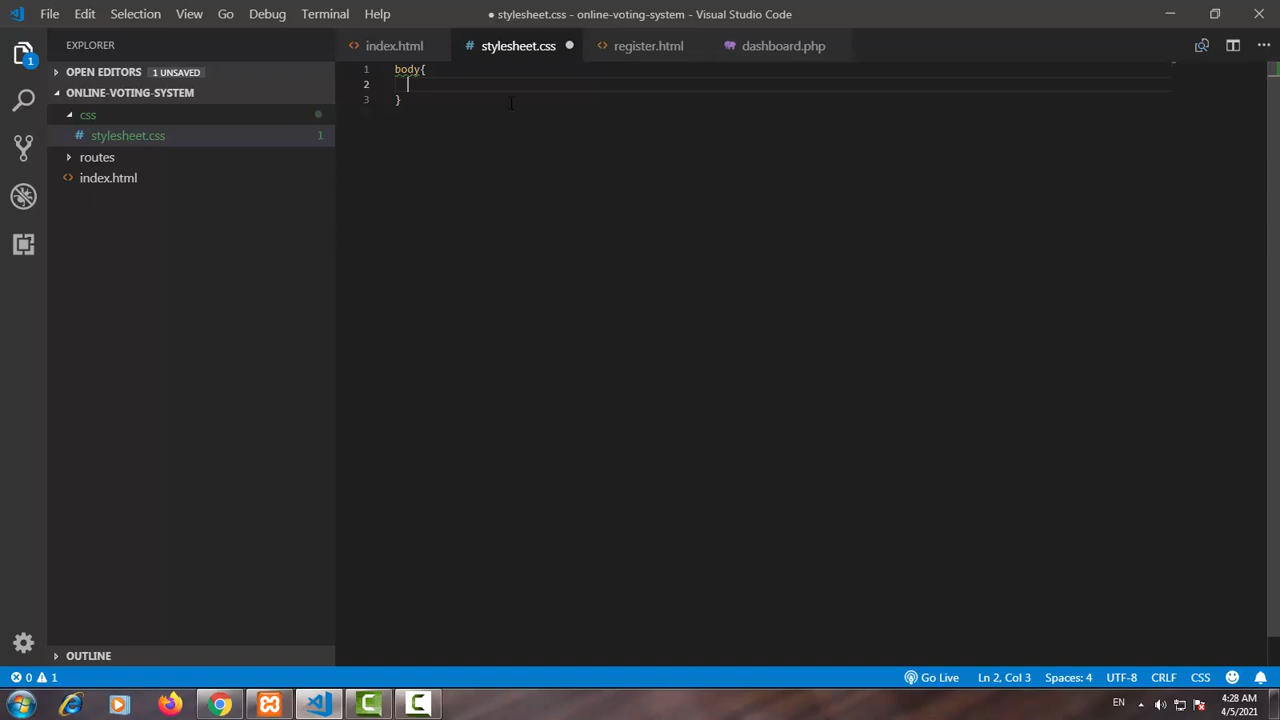 File Edit Selection View Go Debug Terminal Help
● stylesheet.css - online-voting-system - Visual Studio Code
EXPLORER
index.html
# stylesheet.css
register.html
dashboard.php
1
OPEN EDITORS 1 UNSAVED
ONLINE-VOTING-SYSTEM
css
# stylesheet.css 1
routes
index.html
1 body{
2
3 }
OUTLINE
0 1
Go Live
Ln 2, Col 3
Spaces: 4
UTF-8
CRLF
CSS
EN
4:28 AM
4/5/2021